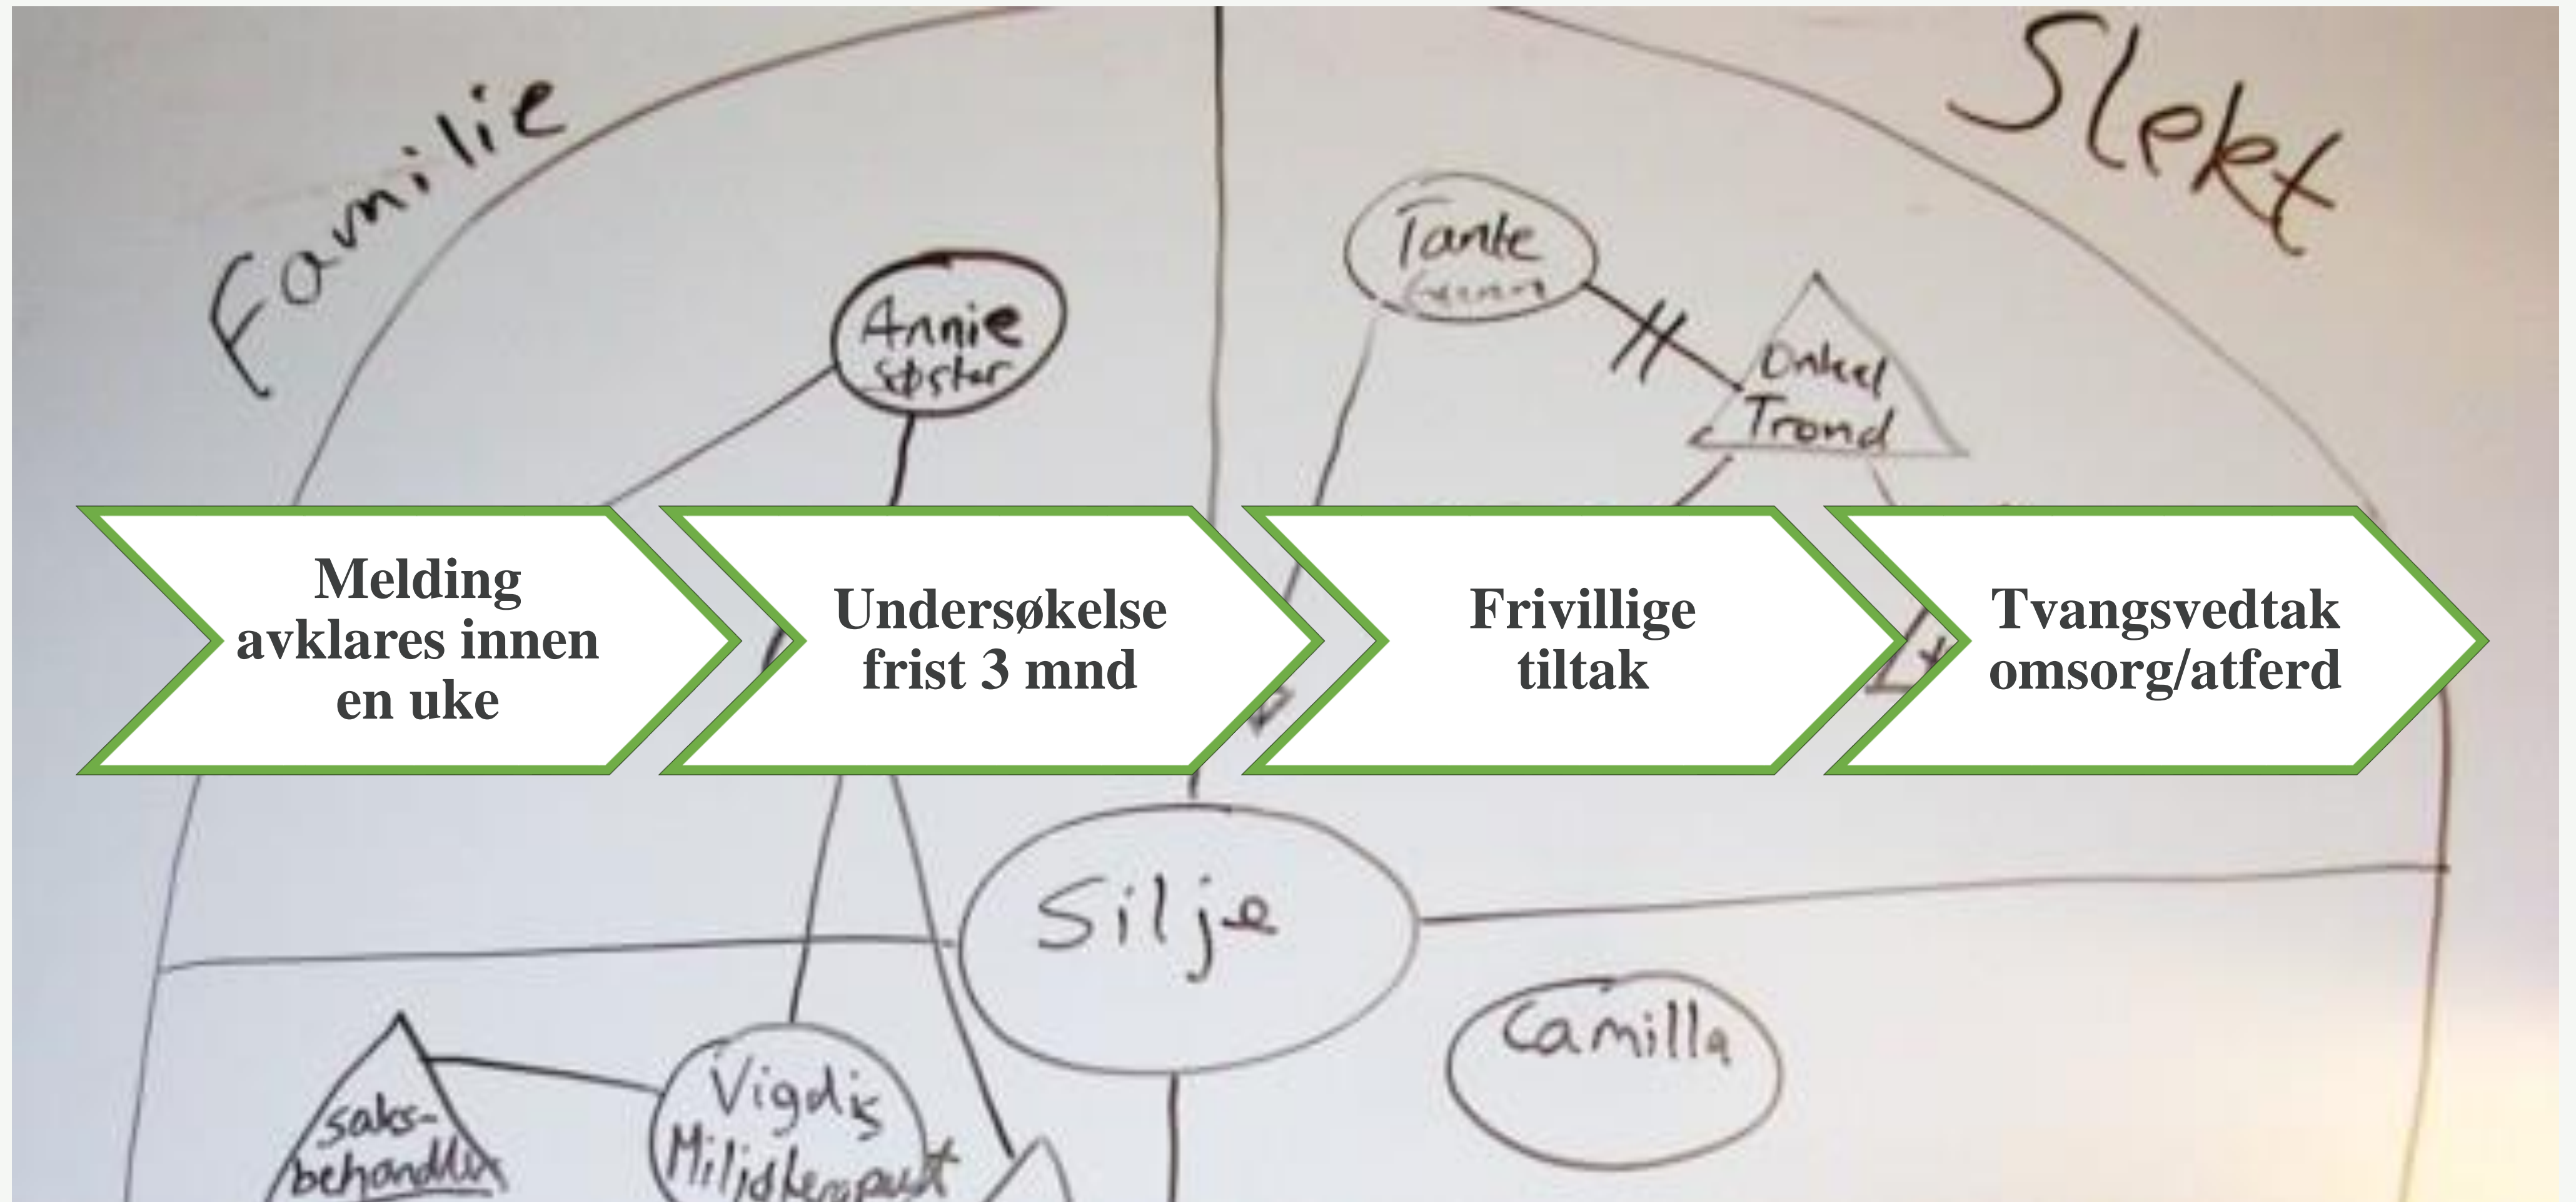 Familie
Slekt
Tante
Annie
søster
Onkel
Trond
Melding
avklares innen
en uke
Undersøkelse
frist 3 mnd
Frivillige
tiltak
Tvangsvedtak
omsorg/atferd
Silje
Camilla
saks-
behandler
Vigdis
Miljøterapeut